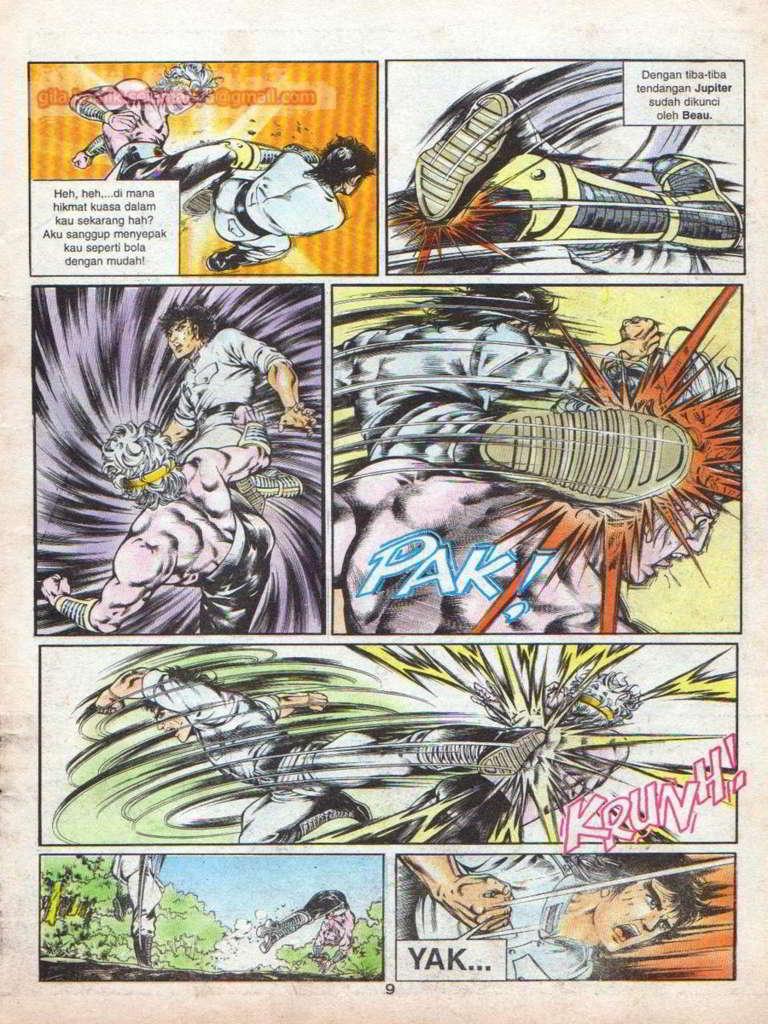 Heh, heh,...di mana
hikmat kuasa dalam
kau sekarang hah?
Aku sanggup menyepak
kau seperti bola
dengan mudah!
Dengan tiba-tiba
tendangan Jupiter
sudah dikunci
oleh Beau.
PAK!
KRUNH!
YAK...
9